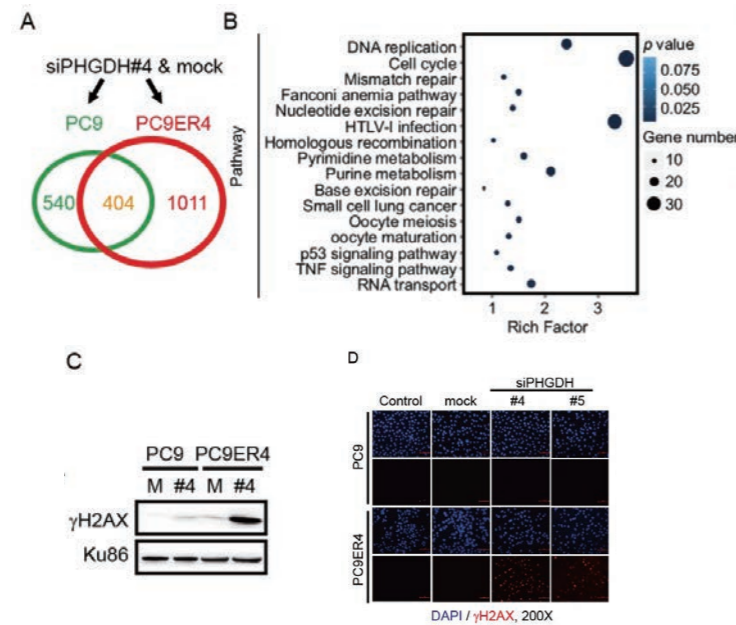 A
siPHGDH#4 & mock
PC9 PC9ER4
540 404 1011
B
Pathway
DNA replication
Cell cycle
Mismatch repair
Fanconi anemia pathway
Nucleotide excision repair
HTLV-I infection
Homologous recombination
Pyrimidine metabolism
Purine metabolism
Base excision repair
Small cell lung cancer
Oocyte meiosis
oocyte maturation
p53 signaling pathway
TNF signaling pathway
RNA transport
1 2 3
Rich Factor
p value
0.075
0.050
0.025
Gene number
10
20
30
C
PC9 PC9ER4
M #4 M #4
γH2AX
Ku86
D
siPHGDH
Control mock #4 #5
PC9
PC9ER4
DAPI / γH2AX, 200X